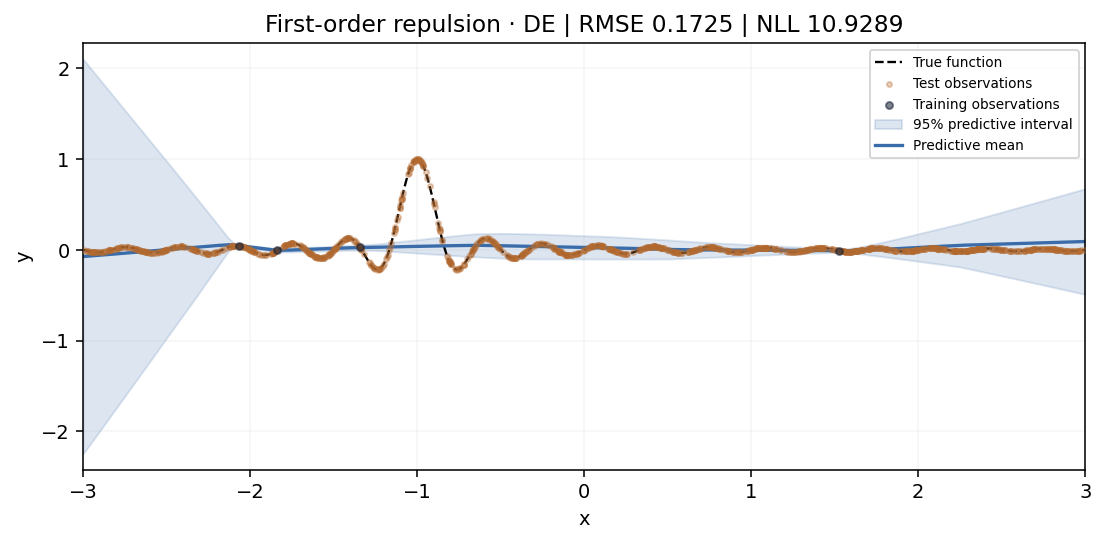 First-order repulsion · DE | RMSE 0.1725 | NLL 10.9289
True function
Test observations
Training observations
95% predictive interval
Predictive mean
y
2
1
0
−1
−2
−3
−2
−1
0
1
2
3
x